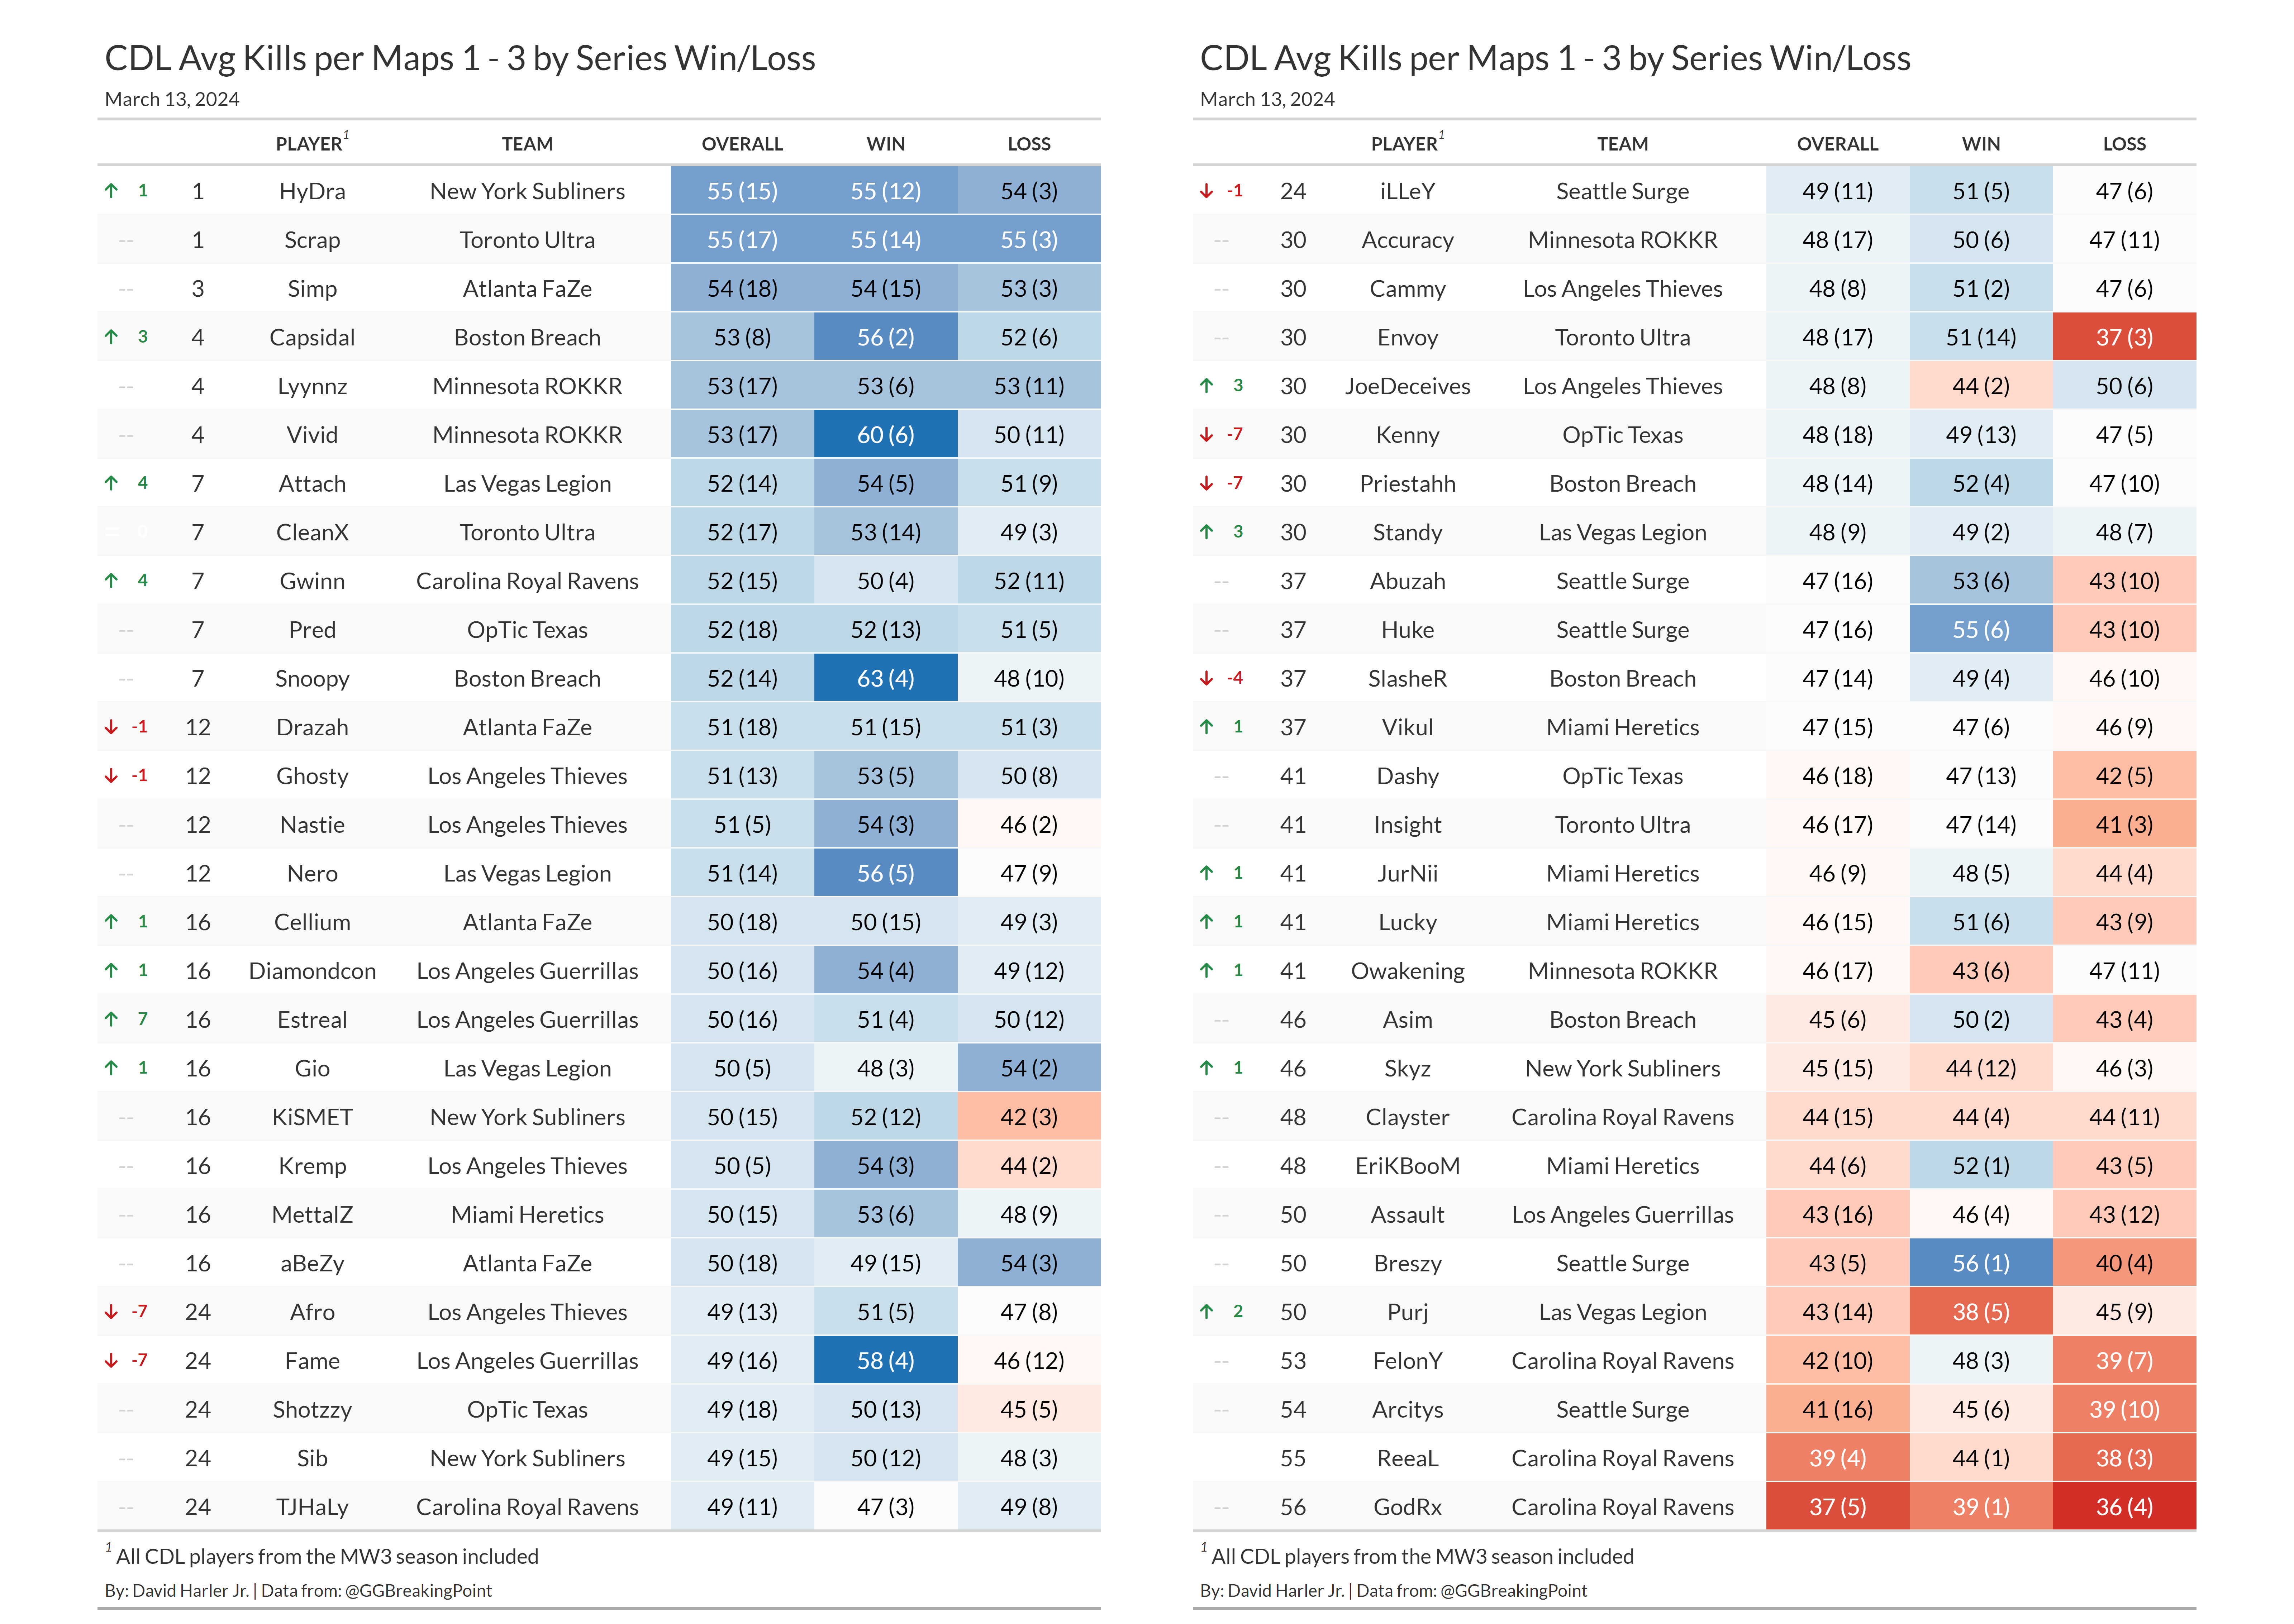 CDL Avg Kills per Maps 1 - 3 by Series Win/Loss
March 13, 2024
PLAYER1 TEAM OVERALL WIN LOSS
↑ 1 1 HyDra New York Subliners 55 (15) 55 (12) 54 (3)
-- 1 Scrap Toronto Ultra 55 (17) 55 (14) 55 (3)
-- 3 Simp Atlanta FaZe 54 (18) 54 (15) 53 (3)
↑ 3 4 Capsidal Boston Breach 53 (8) 56 (2) 52 (6)
-- 4 Lyynnz Minnesota ROKKR 53 (17) 53 (6) 53 (11)
-- 4 Vivid Minnesota ROKKR 53 (17) 60 (6) 50 (11)
↑ 4 7 Attach Las Vegas Legion 52 (14) 54 (5) 51 (9)
= 0 7 CleanX Toronto Ultra 52 (17) 53 (14) 49 (3)
↑ 4 7 Gwinn Carolina Royal Ravens 52 (15) 50 (4) 52 (11)
-- 7 Pred OpTic Texas 52 (18) 52 (13) 51 (5)
-- 7 Snoopy Boston Breach 52 (14) 63 (4) 48 (10)
↓ -1 12 Drazah Atlanta FaZe 51 (18) 51 (15) 51 (3)
↓ -1 12 Ghosty Los Angeles Thieves 51 (13) 53 (5) 50 (8)
-- 12 Nastie Los Angeles Thieves 51 (5) 54 (3) 46 (2)
-- 12 Nero Las Vegas Legion 51 (14) 56 (5) 47 (9)
↑ 1 16 Cellium Atlanta FaZe 50 (18) 50 (15) 49 (3)
↑ 1 16 Diamondcon Los Angeles Guerrillas 50 (16) 54 (4) 49 (12)
↑ 7 16 Estreal Los Angeles Guerrillas 50 (16) 51 (4) 50 (12)
↑ 1 16 Gio Las Vegas Legion 50 (5) 48 (3) 54 (2)
-- 16 KiSMET New York Subliners 50 (15) 52 (12) 42 (3)
-- 16 Kremp Los Angeles Thieves 50 (5) 54 (3) 44 (2)
-- 16 MettalZ Miami Heretics 50 (15) 53 (6) 48 (9)
-- 16 aBeZy Atlanta FaZe 50 (18) 49 (15) 54 (3)
↓ -7 24 Afro Los Angeles Thieves 49 (13) 51 (5) 47 (8)
↓ -7 24 Fame Los Angeles Guerrillas 49 (16) 58 (4) 46 (12)
-- 24 Shotzzy OpTic Texas 49 (18) 50 (13) 45 (5)
-- 24 Sib New York Subliners 49 (15) 50 (12) 48 (3)
-- 24 TJHaLy Carolina Royal Ravens 49 (11) 47 (3) 49 (8)
1 All CDL players from the MW3 season included
By: David Harler Jr. | Data from: @GGBreakingPoint
CDL Avg Kills per Maps 1 - 3 by Series Win/Loss
March 13, 2024
PLAYER1 TEAM OVERALL WIN LOSS
↓ -1 24 iLLeY Seattle Surge 49 (11) 51 (5) 47 (6)
-- 30 Accuracy Minnesota ROKKR 48 (17) 50 (6) 47 (11)
-- 30 Cammy Los Angeles Thieves 48 (8) 51 (2) 47 (6)
-- 30 Envoy Toronto Ultra 48 (17) 51 (14) 37 (3)
↑ 3 30 JoeDeceives Los Angeles Thieves 48 (8) 44 (2) 50 (6)
↓ -7 30 Kenny OpTic Texas 48 (18) 49 (13) 47 (5)
↓ -7 30 Priestahh Boston Breach 48 (14) 52 (4) 47 (10)
↑ 3 30 Standy Las Vegas Legion 48 (9) 49 (2) 48 (7)
-- 37 Abuzah Seattle Surge 47 (16) 53 (6) 43 (10)
-- 37 Huke Seattle Surge 47 (16) 55 (6) 43 (10)
↓ -4 37 SlasheR Boston Breach 47 (14) 49 (4) 46 (10)
↑ 1 37 Vikul Miami Heretics 47 (15) 47 (6) 46 (9)
-- 41 Dashy OpTic Texas 46 (18) 47 (13) 42 (5)
-- 41 Insight Toronto Ultra 46 (17) 47 (14) 41 (3)
↑ 1 41 JurNii Miami Heretics 46 (9) 48 (5) 44 (4)
↑ 1 41 Lucky Miami Heretics 46 (15) 51 (6) 43 (9)
↑ 1 41 Owakening Minnesota ROKKR 46 (17) 43 (6) 47 (11)
-- 46 Asim Boston Breach 45 (6) 50 (2) 43 (4)
↑ 1 46 Skyz New York Subliners 45 (15) 44 (12) 46 (3)
-- 48 Clayster Carolina Royal Ravens 44 (15) 44 (4) 44 (11)
-- 48 EriKBooM Miami Heretics 44 (6) 52 (1) 43 (5)
-- 50 Assault Los Angeles Guerrillas 43 (16) 46 (4) 43 (12)
-- 50 Breszy Seattle Surge 43 (5) 56 (1) 40 (4)
↑ 2 50 Purj Las Vegas Legion 43 (14) 38 (5) 45 (9)
-- 53 FelonY Carolina Royal Ravens 42 (10) 48 (3) 39 (7)
-- 54 Arcitys Seattle Surge 41 (16) 45 (6) 39 (10)
55 ReeaL Carolina Royal Ravens 39 (4) 44 (1) 38 (3)
-- 56 GodRx Carolina Royal Ravens 37 (5) 39 (1) 36 (4)
1 All CDL players from the MW3 season included
By: David Harler Jr. | Data from: @GGBreakingPoint